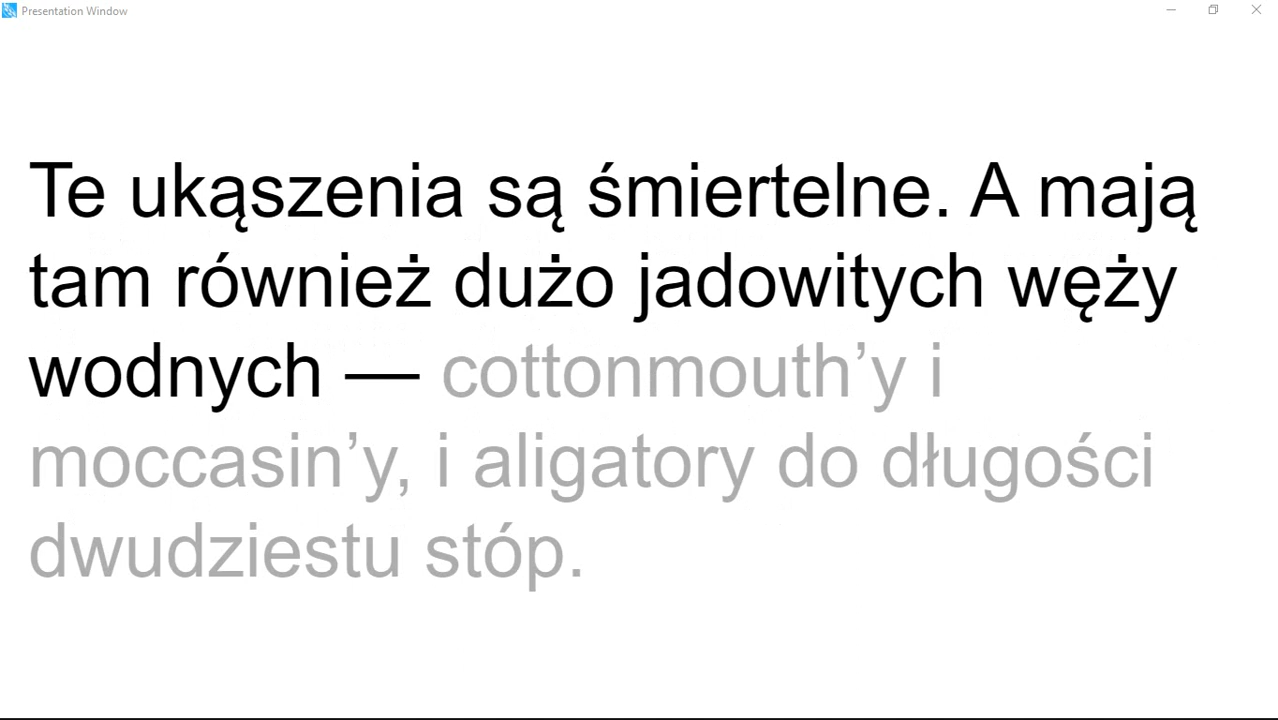 Presentation Window
Te ukąszenia są śmiertelne. A mają
tam również dużo jadowitych węży
wodnych — cottonmouth’y i
moccasin’y, i aligatory do długości
dwudziestu stóp.